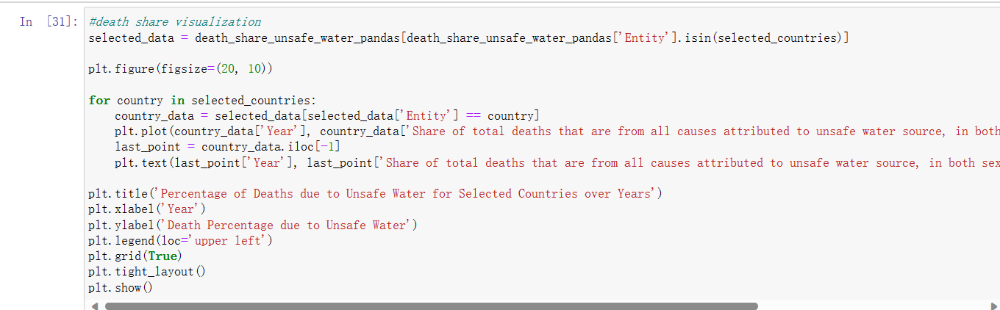 In [31]: #death share visualization
selected_data = death_share_unsafe_water_pandas[death_share_unsafe_water_pandas['Entity'].isin(selected_countries)]
plt.figure(figsize=(20, 10))
for country in selected_countries:
country_data = selected_data[selected_data['Entity'] == country]
plt.plot(country_data['Year'], country_data['Share of total deaths that are from all causes attributed to unsafe water source, in both
last_point = country_data.iloc[-1]
plt.text(last_point['Year'], last_point['Share of total deaths that are from all causes attributed to unsafe water source, in both sex
plt.title('Percentage of Deaths due to Unsafe Water for Selected Countries over Years')
plt.xlabel('Year')
plt.ylabel('Death Percentage due to Unsafe Water')
plt.legend(loc='upper left')
plt.grid(True)
plt.tight_layout()
plt.show()